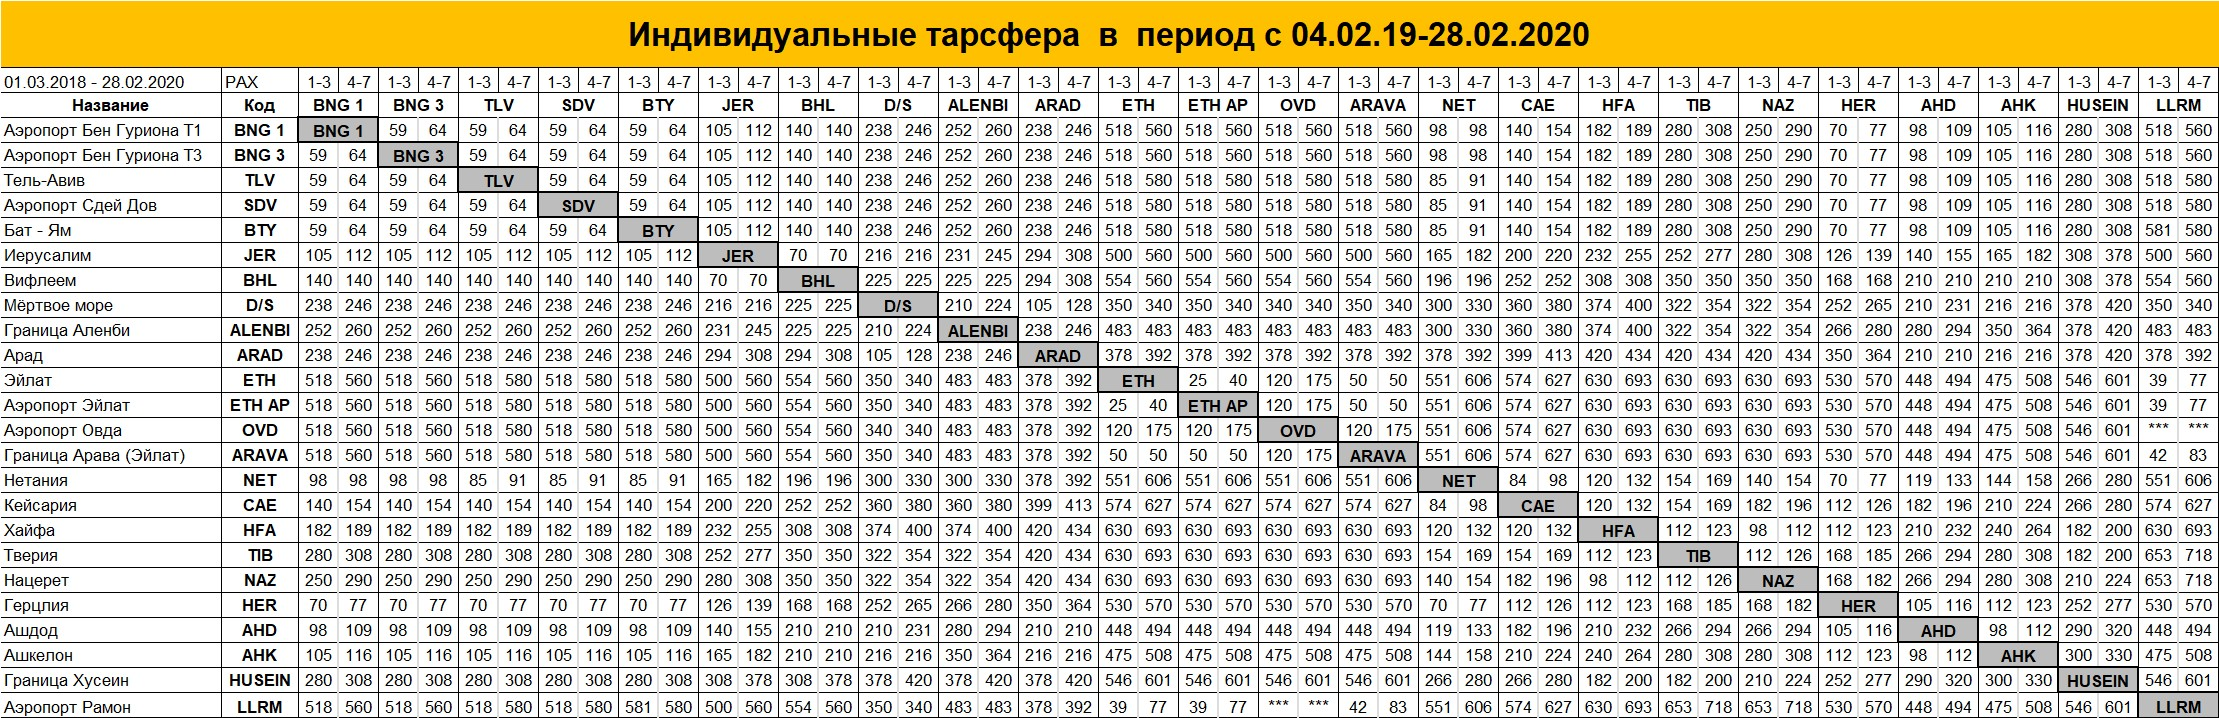 Индивидуальные тарсфера в период с 04.02.19-28.02.2020
01.03.2018 - 28.02.2020 PAX 1-3 4-7 1-3 4-7 1-3 4-7 1-3 4-7 1-3 4-7 1-3 4-7 1-3 4-7 1-3 4-7 1-3 4-7 1-3 4-7 1-3 4-7 1-3 4-7 1-3 4-7 1-3 4-7 1-3 4-7 1-3 4-7 1-3 4-7 1-3 4-7 1-3 4-7 1-3 4-7 1-3 4-7 1-3 4-7 1-3 4-7 1-3 4-7
Название Код BNG 1 BNG 3 TLV SDV BTY JER BHL D/S ALENBI ARAD ETH ETH AP OVD ARAVA NET CAE HFA TIB NAZ HER AHD AHK HUSEIN LLRM
Аэропорт Бен Гуриона Т1 BNG 1 BNG 1 59 64 59 64 59 64 59 64 105 112 140 140 238 246 252 260 238 246 518 560 518 560 518 560 518 560 98 98 140 154 182 189 280 308 250 290 70 77 98 109 105 116 280 308 518 560
Аэропорт Бен Гуриона Т3 BNG 3 59 64 BNG 3 59 64 59 64 59 64 105 112 140 140 238 246 252 260 238 246 518 560 518 560 518 560 518 560 98 98 140 154 182 189 280 308 250 290 70 77 98 109 105 116 280 308 518 560
Тель-Авив TLV 59 64 59 64 TLV 59 64 59 64 105 112 140 140 238 246 252 260 238 246 518 580 518 580 518 580 518 580 85 91 140 154 182 189 280 308 250 290 70 77 98 109 105 116 280 308 518 580
Аэропорт Сдей Дов SDV 59 64 59 64 59 64 SDV 59 64 105 112 140 140 238 246 252 260 238 246 518 580 518 580 518 580 518 580 85 91 140 154 182 189 280 308 250 290 70 77 98 109 105 116 280 308 518 580
Бат - Ям BTY 59 64 59 64 59 64 59 64 BTY 105 112 140 140 238 246 252 260 238 246 518 580 518 580 518 580 518 580 85 91 140 154 182 189 280 308 250 290 70 77 98 109 105 116 280 308 581 580
Иерусалим JER 105 112 105 112 105 112 105 112 105 112 JER 70 70 216 216 231 245 294 308 500 560 500 560 500 560 500 560 165 182 200 220 232 255 252 277 280 308 126 139 140 155 165 182 308 378 500 560
Вифлеем BHL 140 140 140 140 140 140 140 140 140 140 70 70 BHL 225 225 225 225 294 308 554 560 554 560 554 560 554 560 196 196 252 252 308 308 350 350 350 350 168 168 210 210 210 210 308 378 554 560
Мёртвое море D/S 238 246 238 246 238 246 238 246 238 246 216 216 225 225 D/S 210 224 105 128 350 340 350 340 340 340 350 340 300 330 360 380 374 400 322 354 322 354 252 265 210 231 216 216 378 420 350 340
Граница Аленби ALENBI 252 260 252 260 252 260 252 260 252 260 231 245 225 225 210 224 ALENBI 238 246 483 483 483 483 483 483 483 483 300 330 360 380 374 400 322 354 322 354 266 280 280 294 350 364 378 420 483 483
Арад ARAD 238 246 238 246 238 246 238 246 238 246 294 308 294 308 105 128 238 246 ARAD 378 392 378 392 378 392 378 392 378 392 399 413 420 434 420 434 420 434 350 364 210 210 216 216 378 420 378 392
Эйлат ETH 518 560 518 560 518 580 518 580 518 580 500 560 554 560 350 340 483 483 378 392 ETH 25 40 120 175 50 50 551 606 574 627 630 693 630 693 630 693 530 570 448 494 475 508 546 601 39 77
Аэропорт Эйлат ETH AP 518 560 518 560 518 580 518 580 518 580 500 560 554 560 350 340 483 483 378 392 25 40 ETH AP 120 175 50 50 551 606 574 627 630 693 630 693 630 693 530 570 448 494 475 508 546 601 39 77
Аэропорт Овда OVD 518 560 518 560 518 580 518 580 518 580 500 560 554 560 340 340 483 483 378 392 120 175 120 175 OVD 120 175 551 606 574 627 630 693 630 693 630 693 530 570 448 494 475 508 546 601 *** ***
Граница Арава (Эйлат) ARAVA 518 560 518 560 518 580 518 580 518 580 500 560 554 560 350 340 483 483 378 392 50 50 50 50 120 175 ARAVA 551 606 574 627 630 693 630 693 630 693 530 570 448 494 475 508 546 601 42 83
Нетания NET 98 98 98 98 85 91 85 91 85 91 165 182 196 196 300 330 300 330 378 392 551 606 551 606 551 606 551 606 NET 84 98 120 132 154 169 140 154 70 77 119 133 144 158 266 280 551 606
Кейсария CAE 140 154 140 154 140 154 140 154 140 154 200 220 252 252 360 380 360 380 399 413 574 627 574 627 574 627 574 627 84 98 CAE 120 132 154 169 182 196 112 126 182 196 210 224 266 280 574 627
Хайфа HFA 182 189 182 189 182 189 182 189 182 189 232 255 308 308 374 400 374 400 420 434 630 693 630 693 630 693 630 693 120 132 120 132 HFA 112 123 98 112 112 123 210 232 240 264 182 200 630 693
Тверия TIB 280 308 280 308 280 308 280 308 280 308 252 277 350 350 322 354 322 354 420 434 630 693 630 693 630 693 630 693 154 169 154 169 112 123 TIB 112 126 168 185 266 294 280 308 182 200 653 718
Нацерет NAZ 250 290 250 290 250 290 250 290 250 290 280 308 350 350 322 354 322 354 420 434 630 693 630 693 630 693 630 693 140 154 182 196 98 112 112 126 NAZ 168 182 266 294 280 308 210 224 653 718
Герцлия HER 70 77 70 77 70 77 70 77 70 77 126 139 168 168 252 265 266 280 350 364 530 570 530 570 530 570 530 570 70 77 112 126 112 123 168 185 168 182 HER 105 116 112 123 252 277 530 570
Ашдод AHD 98 109 98 109 98 109 98 109 98 109 140 155 210 210 210 231 280 294 210 210 448 494 448 494 448 494 448 494 119 133 182 196 210 232 266 294 266 294 105 116 AHD 98 112 290 320 448 494
Ашкелон AHK 105 116 105 116 105 116 105 116 105 116 165 182 210 210 216 216 350 364 216 216 475 508 475 508 475 508 475 508 144 158 210 224 240 264 280 308 280 308 112 123 98 112 AHK 300 330 475 508
Граница Хусеин HUSEIN 280 308 280 308 280 308 280 308 280 308 308 378 308 378 378 420 378 420 378 420 546 601 546 601 546 601 546 601 266 280 266 280 182 200 182 200 210 224 252 277 290 320 300 330 HUSEIN 546 601
Аэропорт Рамон LLRM 518 560 518 560 518 580 518 580 581 580 500 560 554 560 350 340 483 483 378 392 39 77 39 77 *** *** 42 83 551 606 574 627 630 693 653 718 653 718 530 570 448 494 475 508 546 601 LLRM